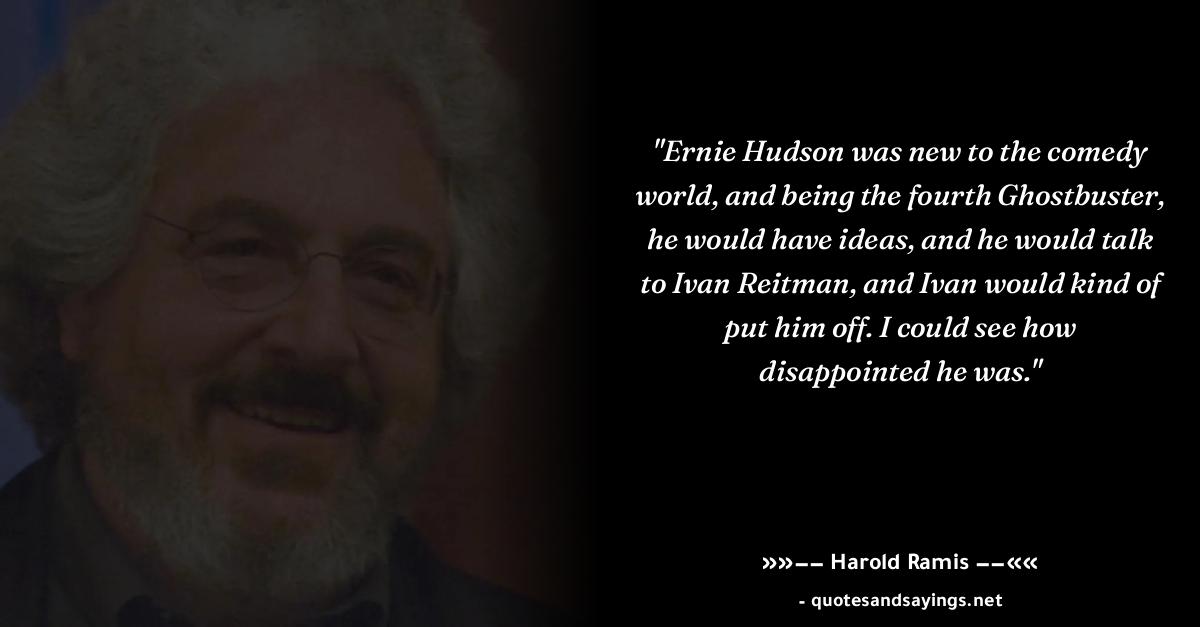 "Ernie Hudson was new to the comedy
world, and being the fourth Ghostbuster,
he would have ideas, and he would talk
to Ivan Reitman, and Ivan would kind of
put him off. I could see how
disappointed he was."
»»-- Harold Ramis --««
- quotesandsayings.net